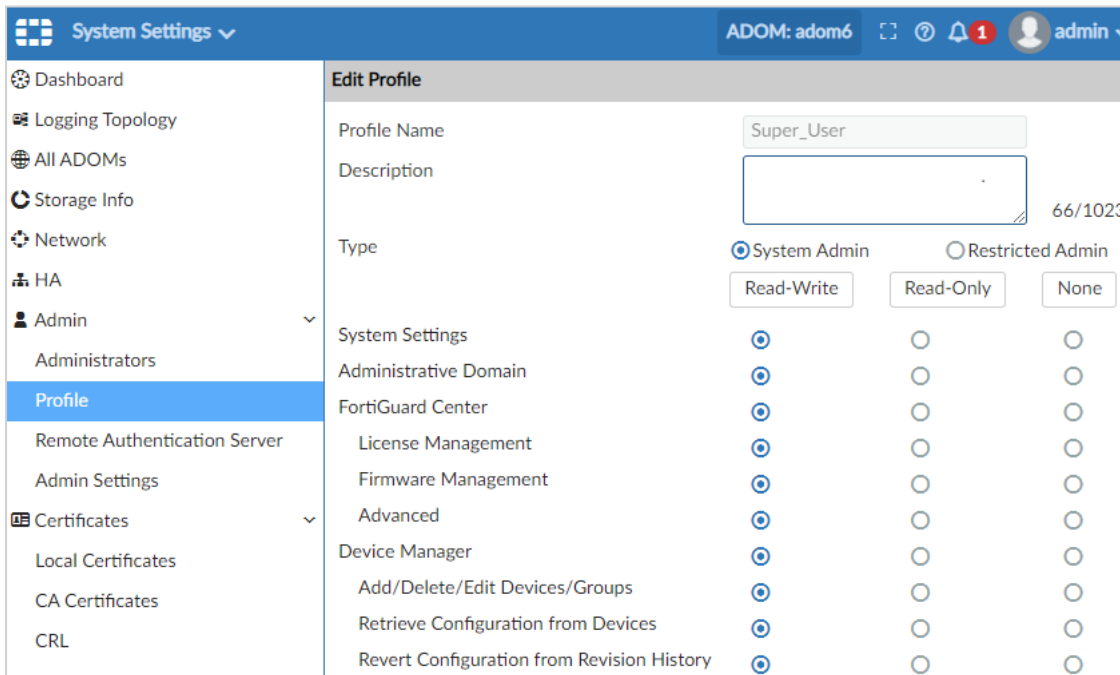 System Settings
ADOM: adom6
1
admin
Dashboard
Logging Topology
All ADOMs
Storage Info
Network
HA
Admin
Administrators
Profile
Remote Authentication Server
Admin Settings
Certificates
Local Certificates
CA Certificates
CRL
Edit Profile
Profile Name
Super_User
Description
.
66/1023
Type
System Admin Restricted Admin
Read-Write Read-Only None
System Settings
Administrative Domain
FortiGuard Center
License Management
Firmware Management
Advanced
Device Manager
Add/Delete/Edit Devices/Groups
Retrieve Configuration from Devices
Revert Configuration from Revision History